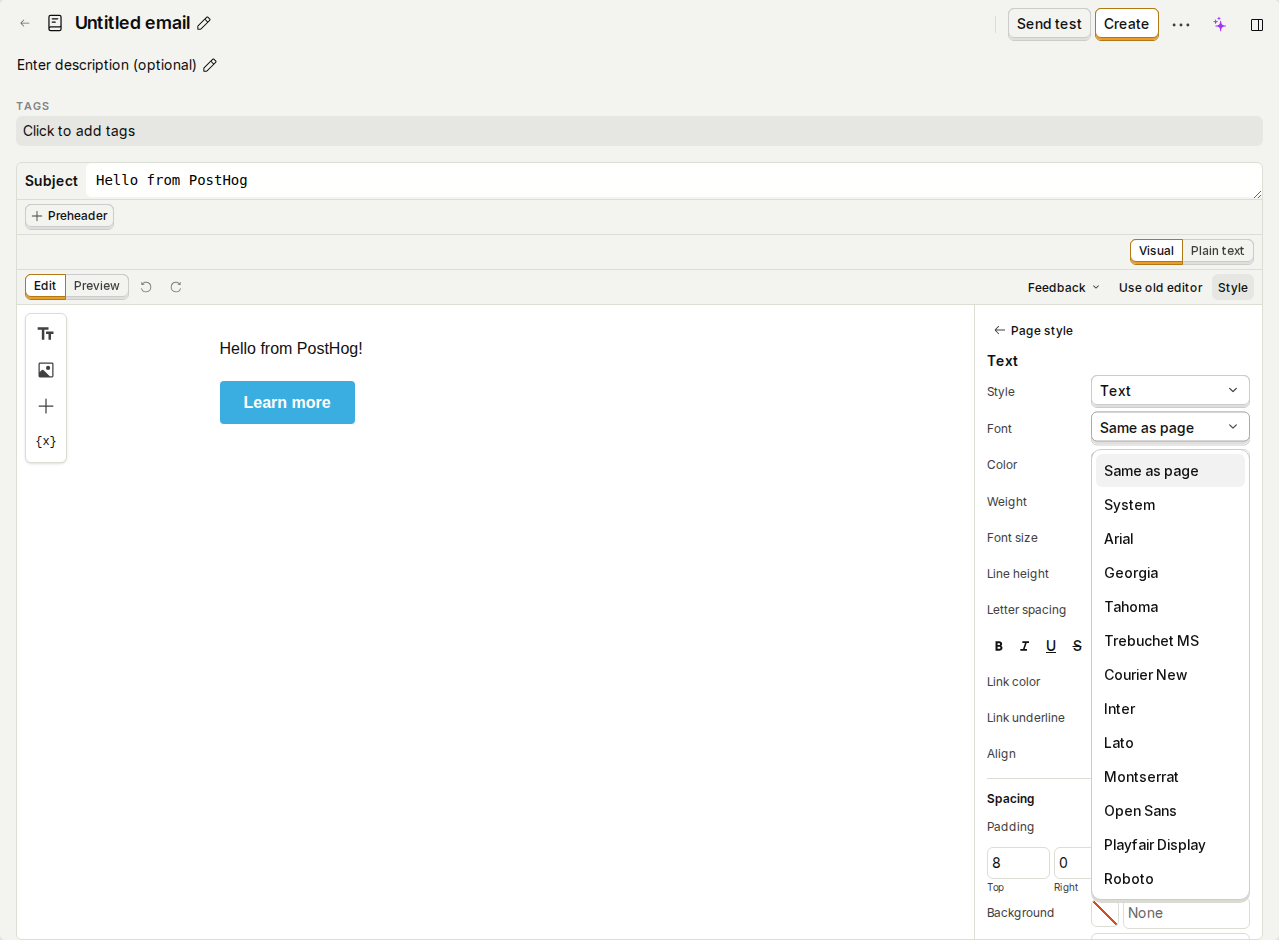 Untitled email
Send test
Create
Enter description (optional)
TAGS
Click to add tags
Subject
Hello from PostHog
Preheader
Visual
Plain text
Edit
Preview
Feedback
Use old editor
Style
Page style
Text
Style
Text
Font
Same as page
Color
Weight
Font size
Line height
Letter spacing
B I U S
Link color
Link underline
Align
Spacing
Padding
8
0
Top
Right
Background
None
Same as page
System
Arial
Georgia
Tahoma
Trebuchet MS
Courier New
Inter
Lato
Montserrat
Open Sans
Playfair Display
Roboto
Tт
{x}
Hello from PostHog!
Learn more